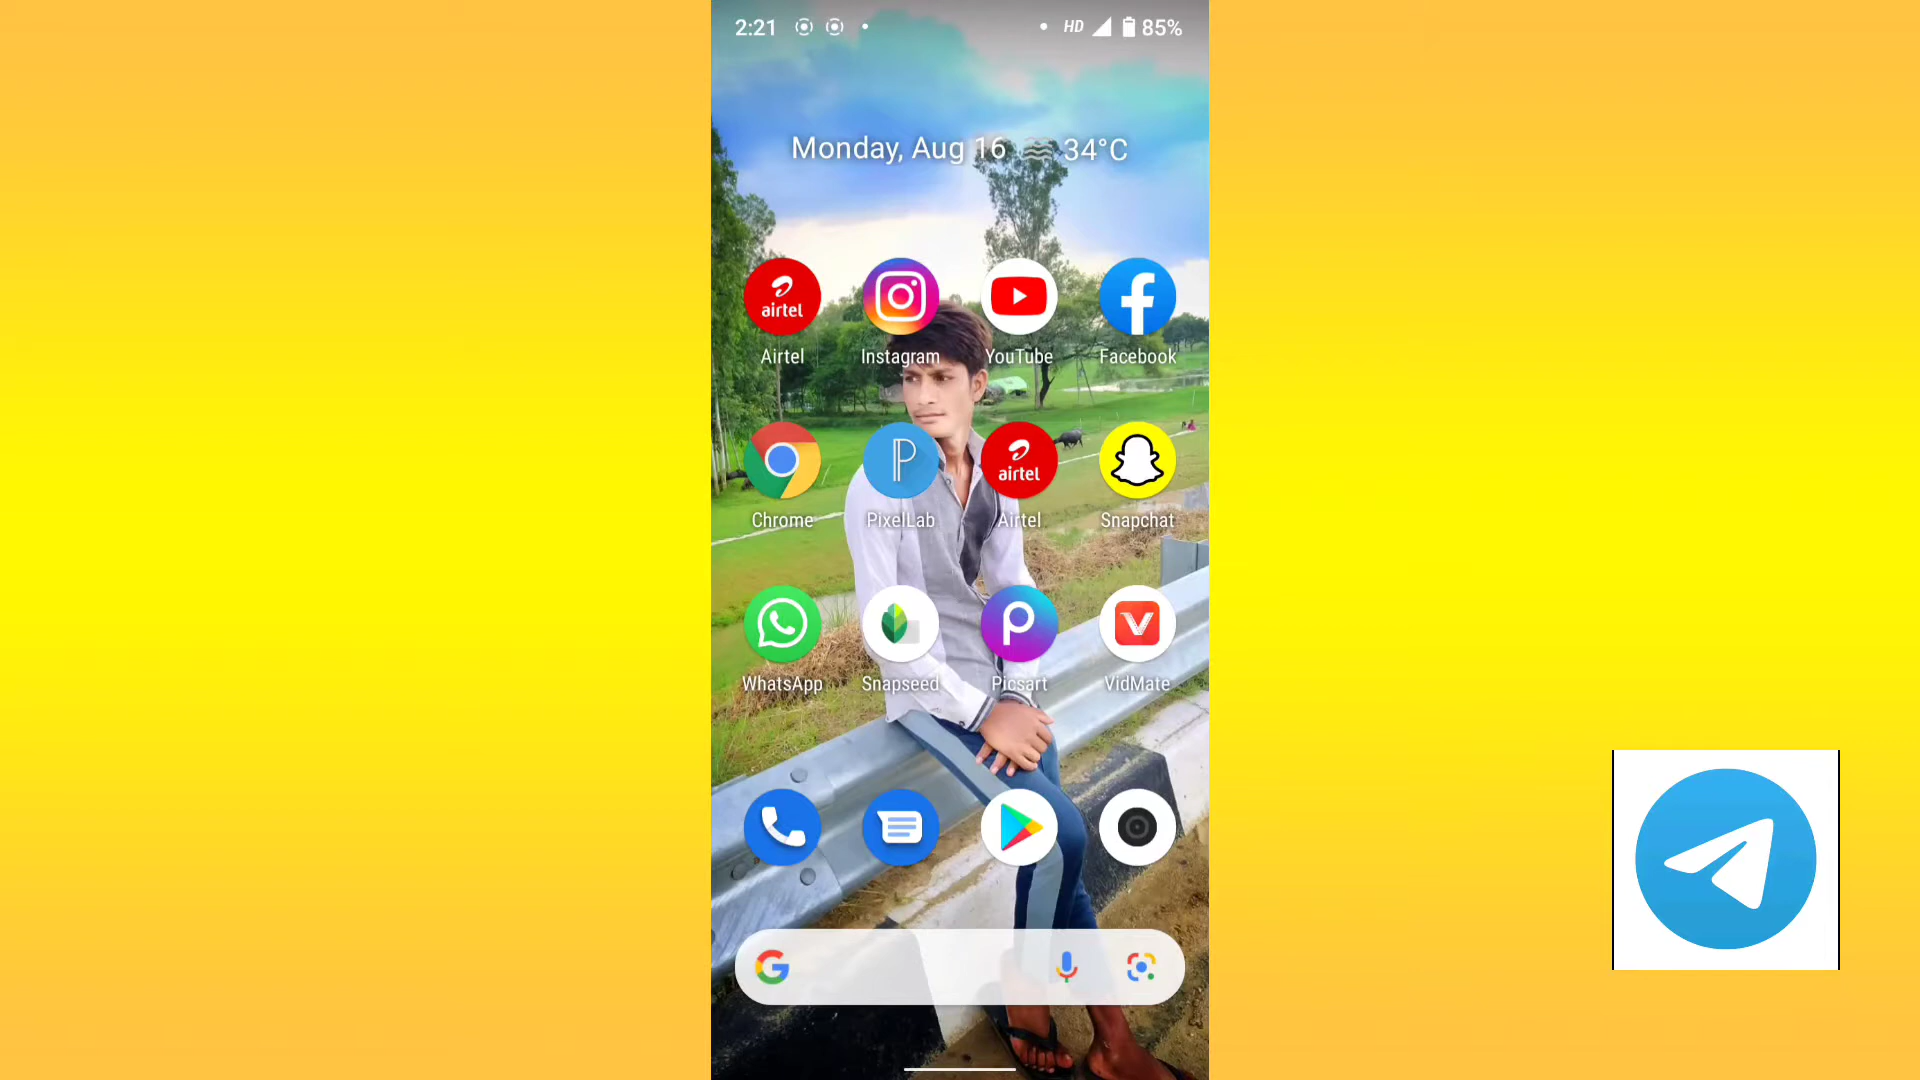 2:21 HD 85%
Monday, Aug 16 34°C
airtel
Airtel Instagram YouTube Facebook
airtel
Chrome PixelLab Airtel Snapchat
WhatsApp Snapseed Picsart VidMate